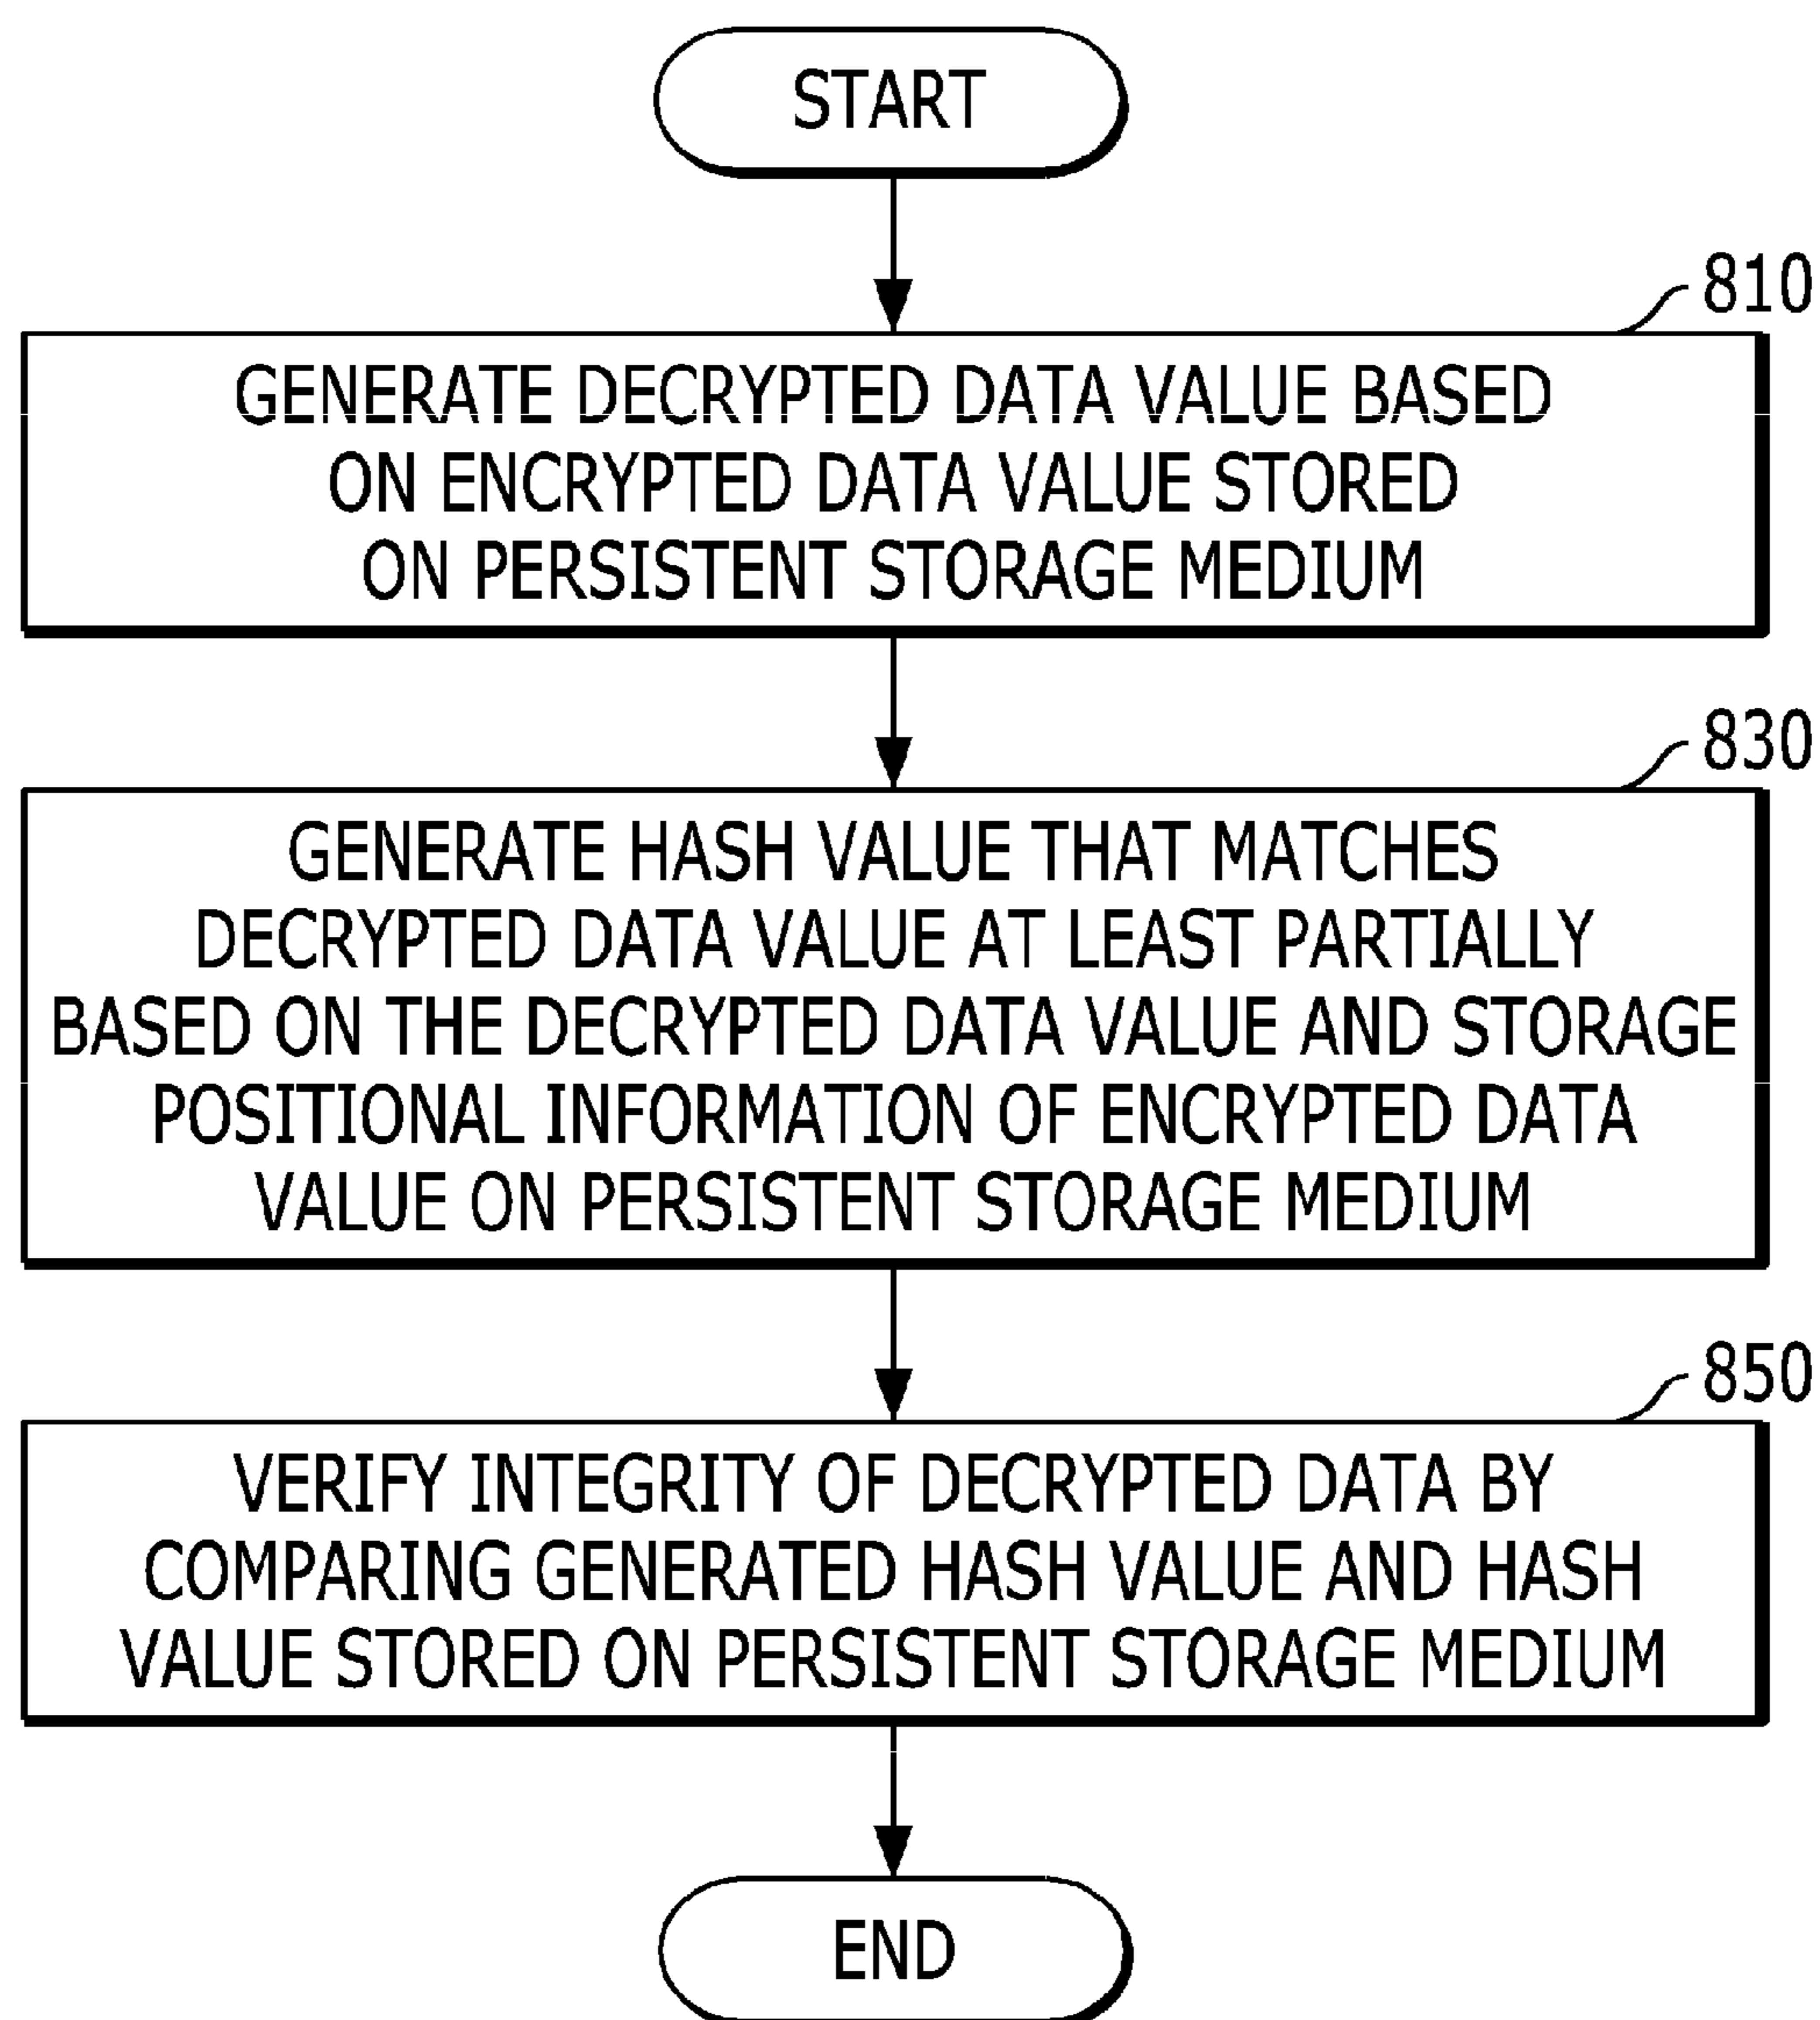 START
810
GENERATE DECRYPTED DATA VALUE BASED
ON ENCRYPTED DATA VALUE STORED
ON PERSISTENT STORAGE MEDIUM
830
GENERATE HASH VALUE THAT MATCHES
DECRYPTED DATA VALUE AT LEAST PARTIALLY
BASED ON THE DECRYPTED DATA VALUE AND STORAGE
POSITIONAL INFORMATION OF ENCRYPTED DATA
VALUE ON PERSISTENT STORAGE MEDIUM
850
VERIFY INTEGRITY OF DECRYPTED DATA BY
COMPARING GENERATED HASH VALUE AND HASH
VALUE STORED ON PERSISTENT STORAGE MEDIUM
END